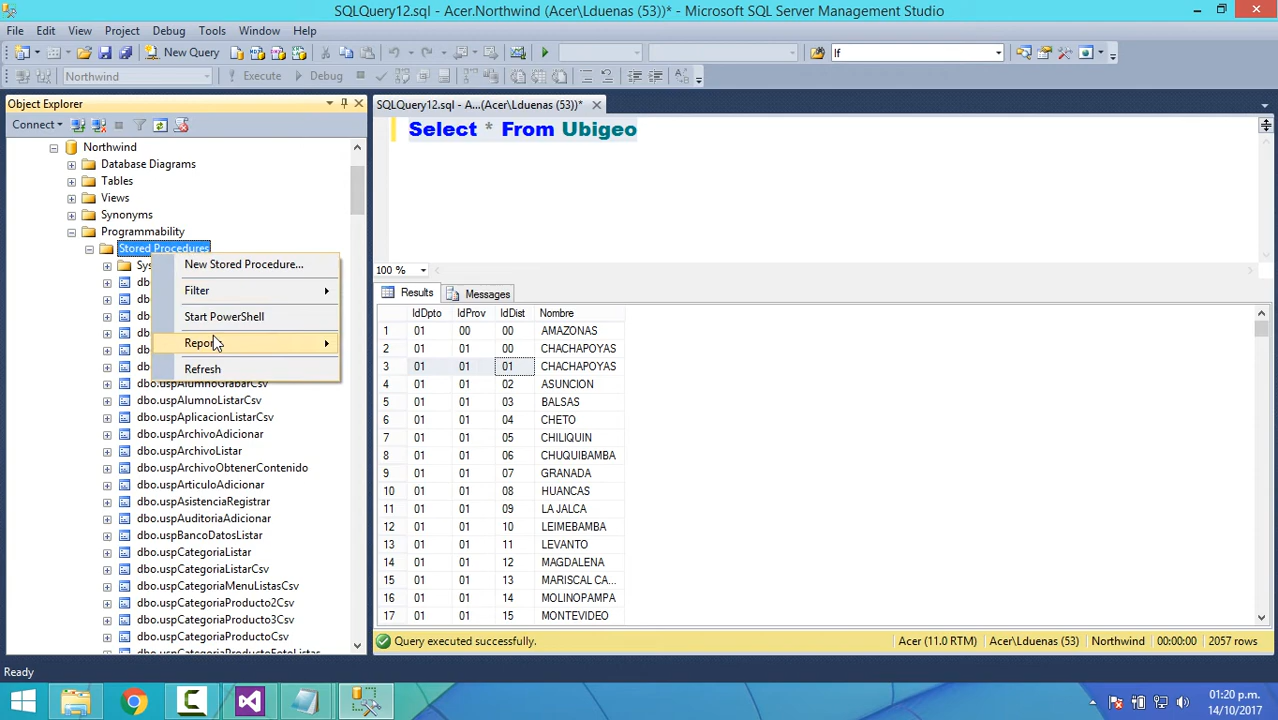 SQLQuery12.sql - Acer.Northwind (Acer\Lduenas (53))* - Microsoft SQL Server Management Studio
File Edit View Project Debug Tools Window Help
New Query If
Northwind Execute Debug
Object Explorer
Connect
Northwind
Database Diagrams
Tables
Views
Synonyms
Programmability
Stored Procedures
New Stored Procedure...
Filter
Start PowerShell
Refresh
dbo.uspAlumnoGrabarCsv
dbo.uspAlumnoListarCsv
dbo.uspAplicacionListarCsv
dbo.uspArchivoAdicionar
dbo.uspArchivoListar
dbo.uspArchivoObtenerContenido
dbo.uspArticuloAdicionar
dbo.uspAsistenciaRegistrar
dbo.uspAuditoriaAdicionar
dbo.uspBancoDatosListar
dbo.uspCategoriaListar
dbo.uspCategoriaListarCsv
dbo.uspCategoriaMenuListasCsv
dbo.uspCategoriaProducto2Csv
dbo.uspCategoriaProducto3Csv
dbo.uspCategoriaProductoCsv
SQLQuery12.sql - A...(Acer\Lduenas (53))*
Select * From Ubigeo
100 %
Results Messages
IdDpto IdProv IdDist Nombre
1 01 00 00 AMAZONAS
2 01 01 00 CHACHAPOYAS
3 01 01 01 CHACHAPOYAS
4 01 01 02 ASUNCION
5 01 01 03 BALSAS
6 01 01 04 CHETO
7 01 01 05 CHILIQUIN
8 01 01 06 CHUQUIBAMBA
9 01 01 07 GRANADA
10 01 01 08 HUANCAS
11 01 01 09 LA JALCA
12 01 01 10 LEIMEBAMBA
13 01 01 11 LEVANTO
14 01 01 12 MAGDALENA
15 01 01 13 MARISCAL CA...
16 01 01 14 MOLINOPAMPA
17 01 01 15 MONTEVIDEO
Query executed successfully. Acer (11.0 RTM) Acer\Lduenas (53) Northwind 00:00:00 2057 rows
Ready
01:20 p.m.
14/10/2017